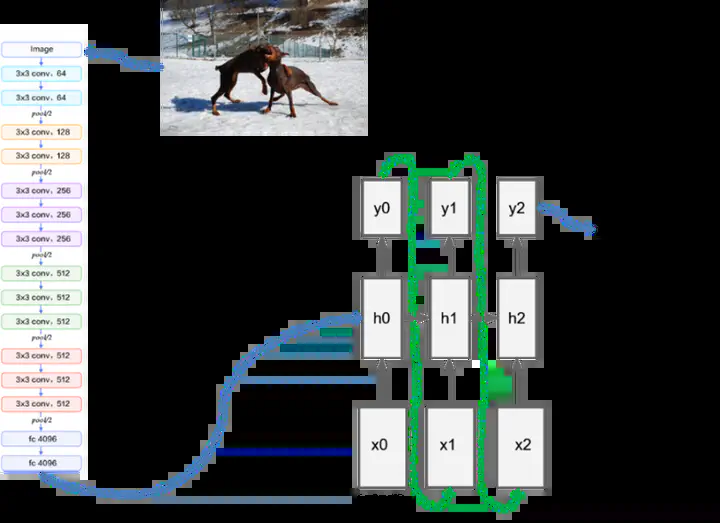 Image
3x3 conv, 64
3x3 conv, 64
pool/2
3x3 conv, 128
3x3 conv, 128
pool/2
3x3 conv, 256
3x3 conv, 256
3x3 conv, 256
pool/2
3x3 conv, 512
3x3 conv, 512
3x3 conv, 512
pool/2
3x3 conv, 512
3x3 conv, 512
3x3 conv, 512
pool/2
fc 4096
fc 4096
y0 y1 y2
h0 h1 h2
x0 x1 x2